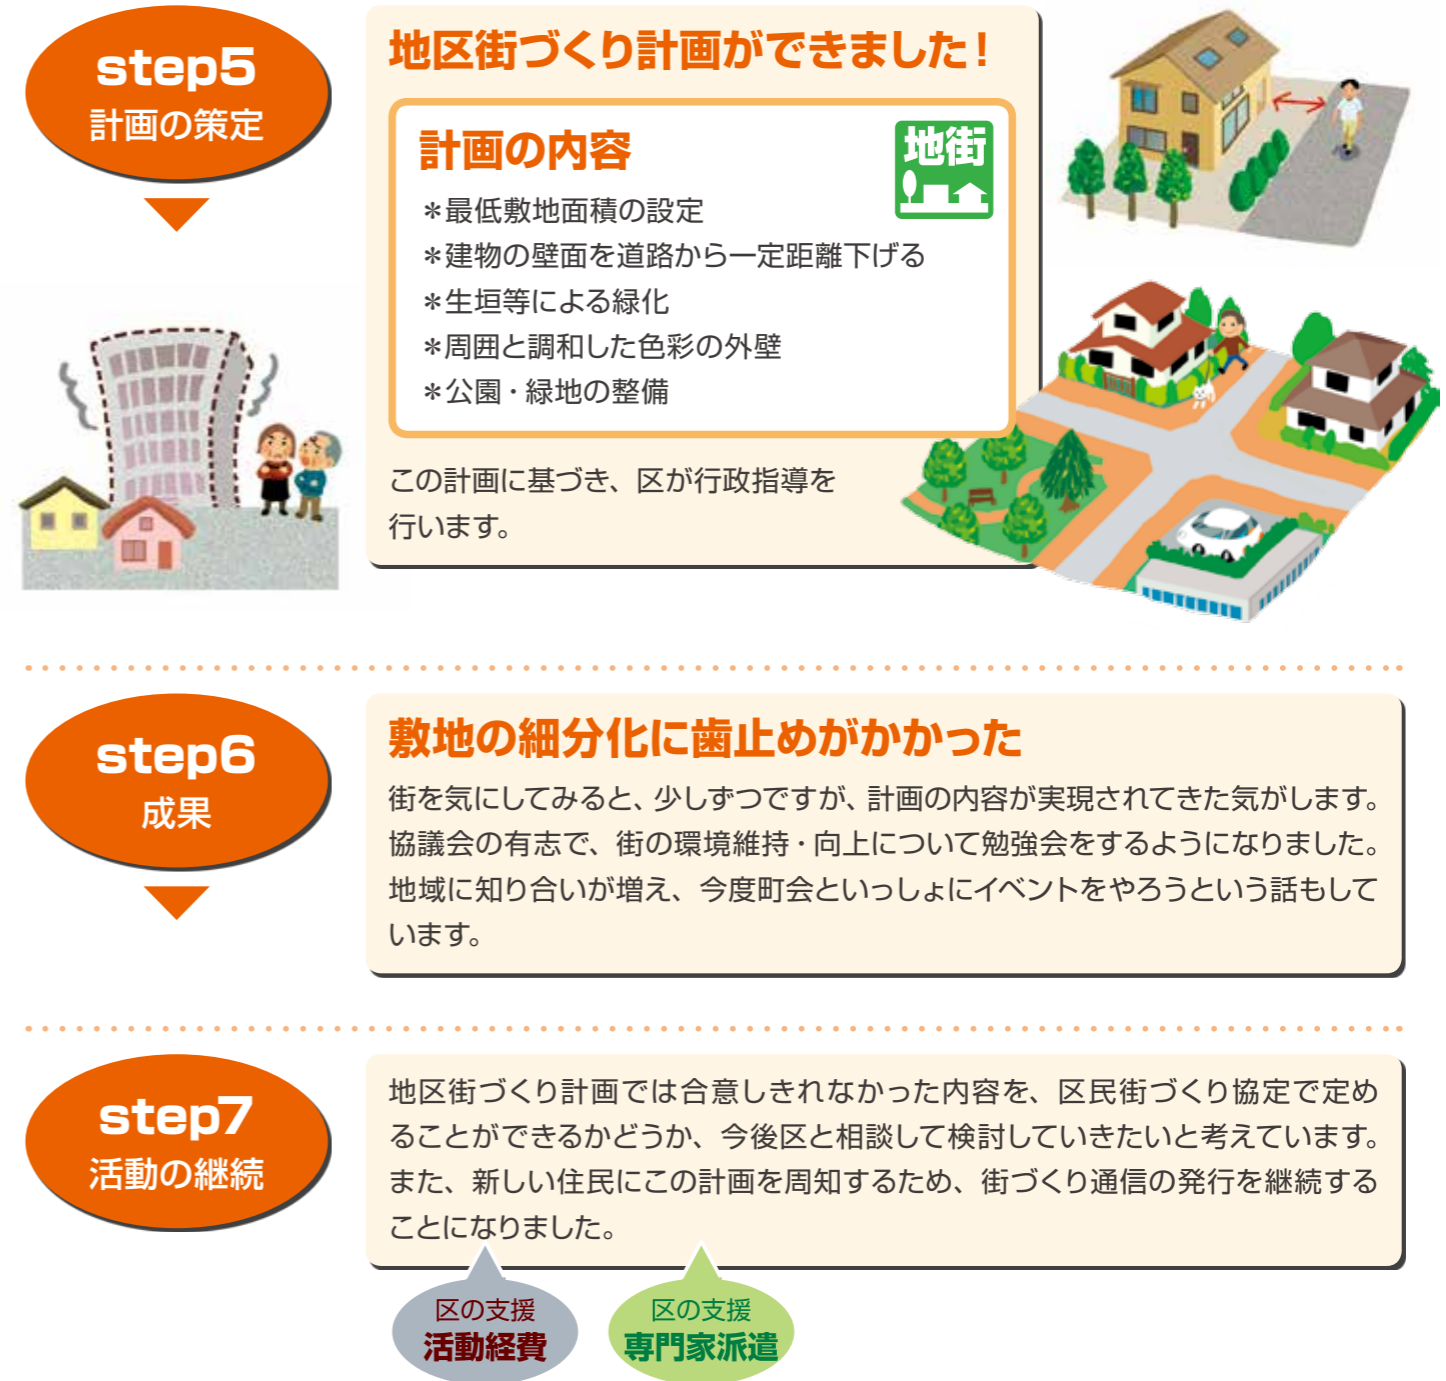 step5
計画の策定
地区街づくり計画ができました！
計画の内容
地街
＊最低敷地面積の設定
＊建物の壁面を道路から一定距離下げる
＊生垣等による緑化
＊周囲と調和した色彩の外壁
＊公園・緑地の整備
この計画に基づき、区が行政指導を
行います。
step6
成果
敷地の細分化に歯止めがかかった
街を気にしてみると、少しずつですが、計画の内容が実現されてきた気がします。
協議会の有志で、街の環境維持・向上について勉強会をするようになりました。
地域に知り合いが増え、今度町会といっしょにイベントをやろうという話もして
います。
step7
活動の継続
地区街づくり計画では合意しきれなかった内容を、区民街づくり協定で定め
ることができるかどうか、今後区と相談して検討していきたいと考えています。
また、新しい住民にこの計画を周知するため、街づくり通信の発行を継続する
ことになりました。
区の支援
活動経費
区の支援
専門家派遣